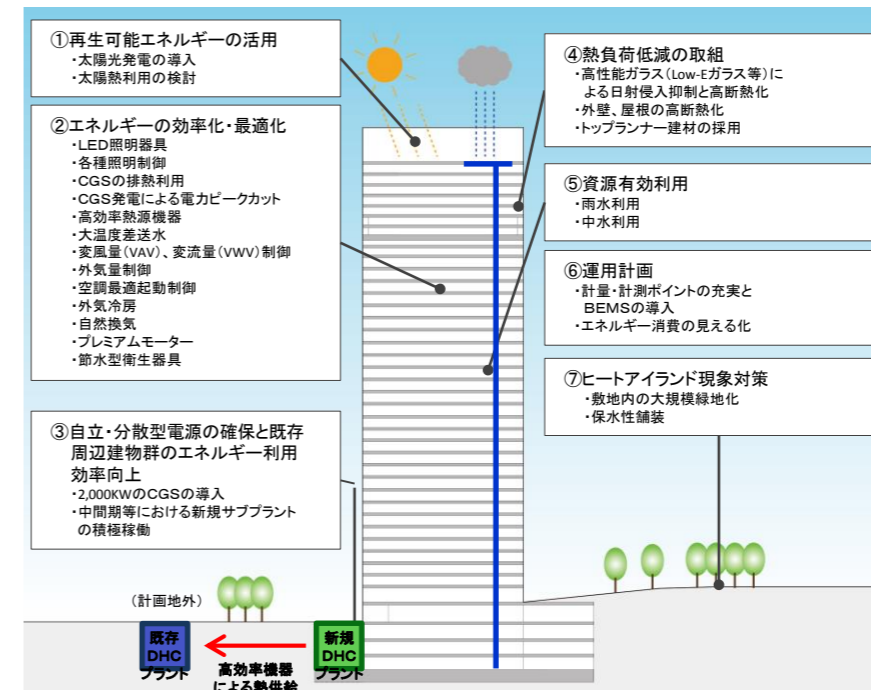 ①再生可能エネルギーの活用
・太陽光発電の導入
・太陽熱利用の検討
②エネルギーの効率化・最適化
・LED照明器具
・各種照明制御
・CGSの排熱利用
・CGS発電による電力ピークカット
・高効率熱源機器
・大温度差送水
・変風量(VAV)、変流量(VWV)制御
・外気量制御
・空調最適起動制御
・外気冷房
・自然換気
・プレミアムモーター
・節水型衛生器具
③自立・分散型電源の確保と既存
周辺建物群のエネルギー利用
効率向上
・2,000KWのCGSの導入
・中間期等における新規サブプラント
の積極稼働
④熱負荷低減の取組
・高性能ガラス(Low-Eガラス等)に
よる日射侵入抑制と高断熱化
・外壁、屋根の高断熱化
・トップランナー建材の採用
⑤資源有効利用
・雨水利用
・中水利用
⑥運用計画
・計量・計測ポイントの充実と
BEMSの導入
・エネルギー消費の見える化
⑦ヒートアイランド現象対策
・敷地内の大規模緑地化
・保水性舗装
(計画地外)
既存
DHC
プラント
高効率機器
による熱供給
新規
DHC
プラント